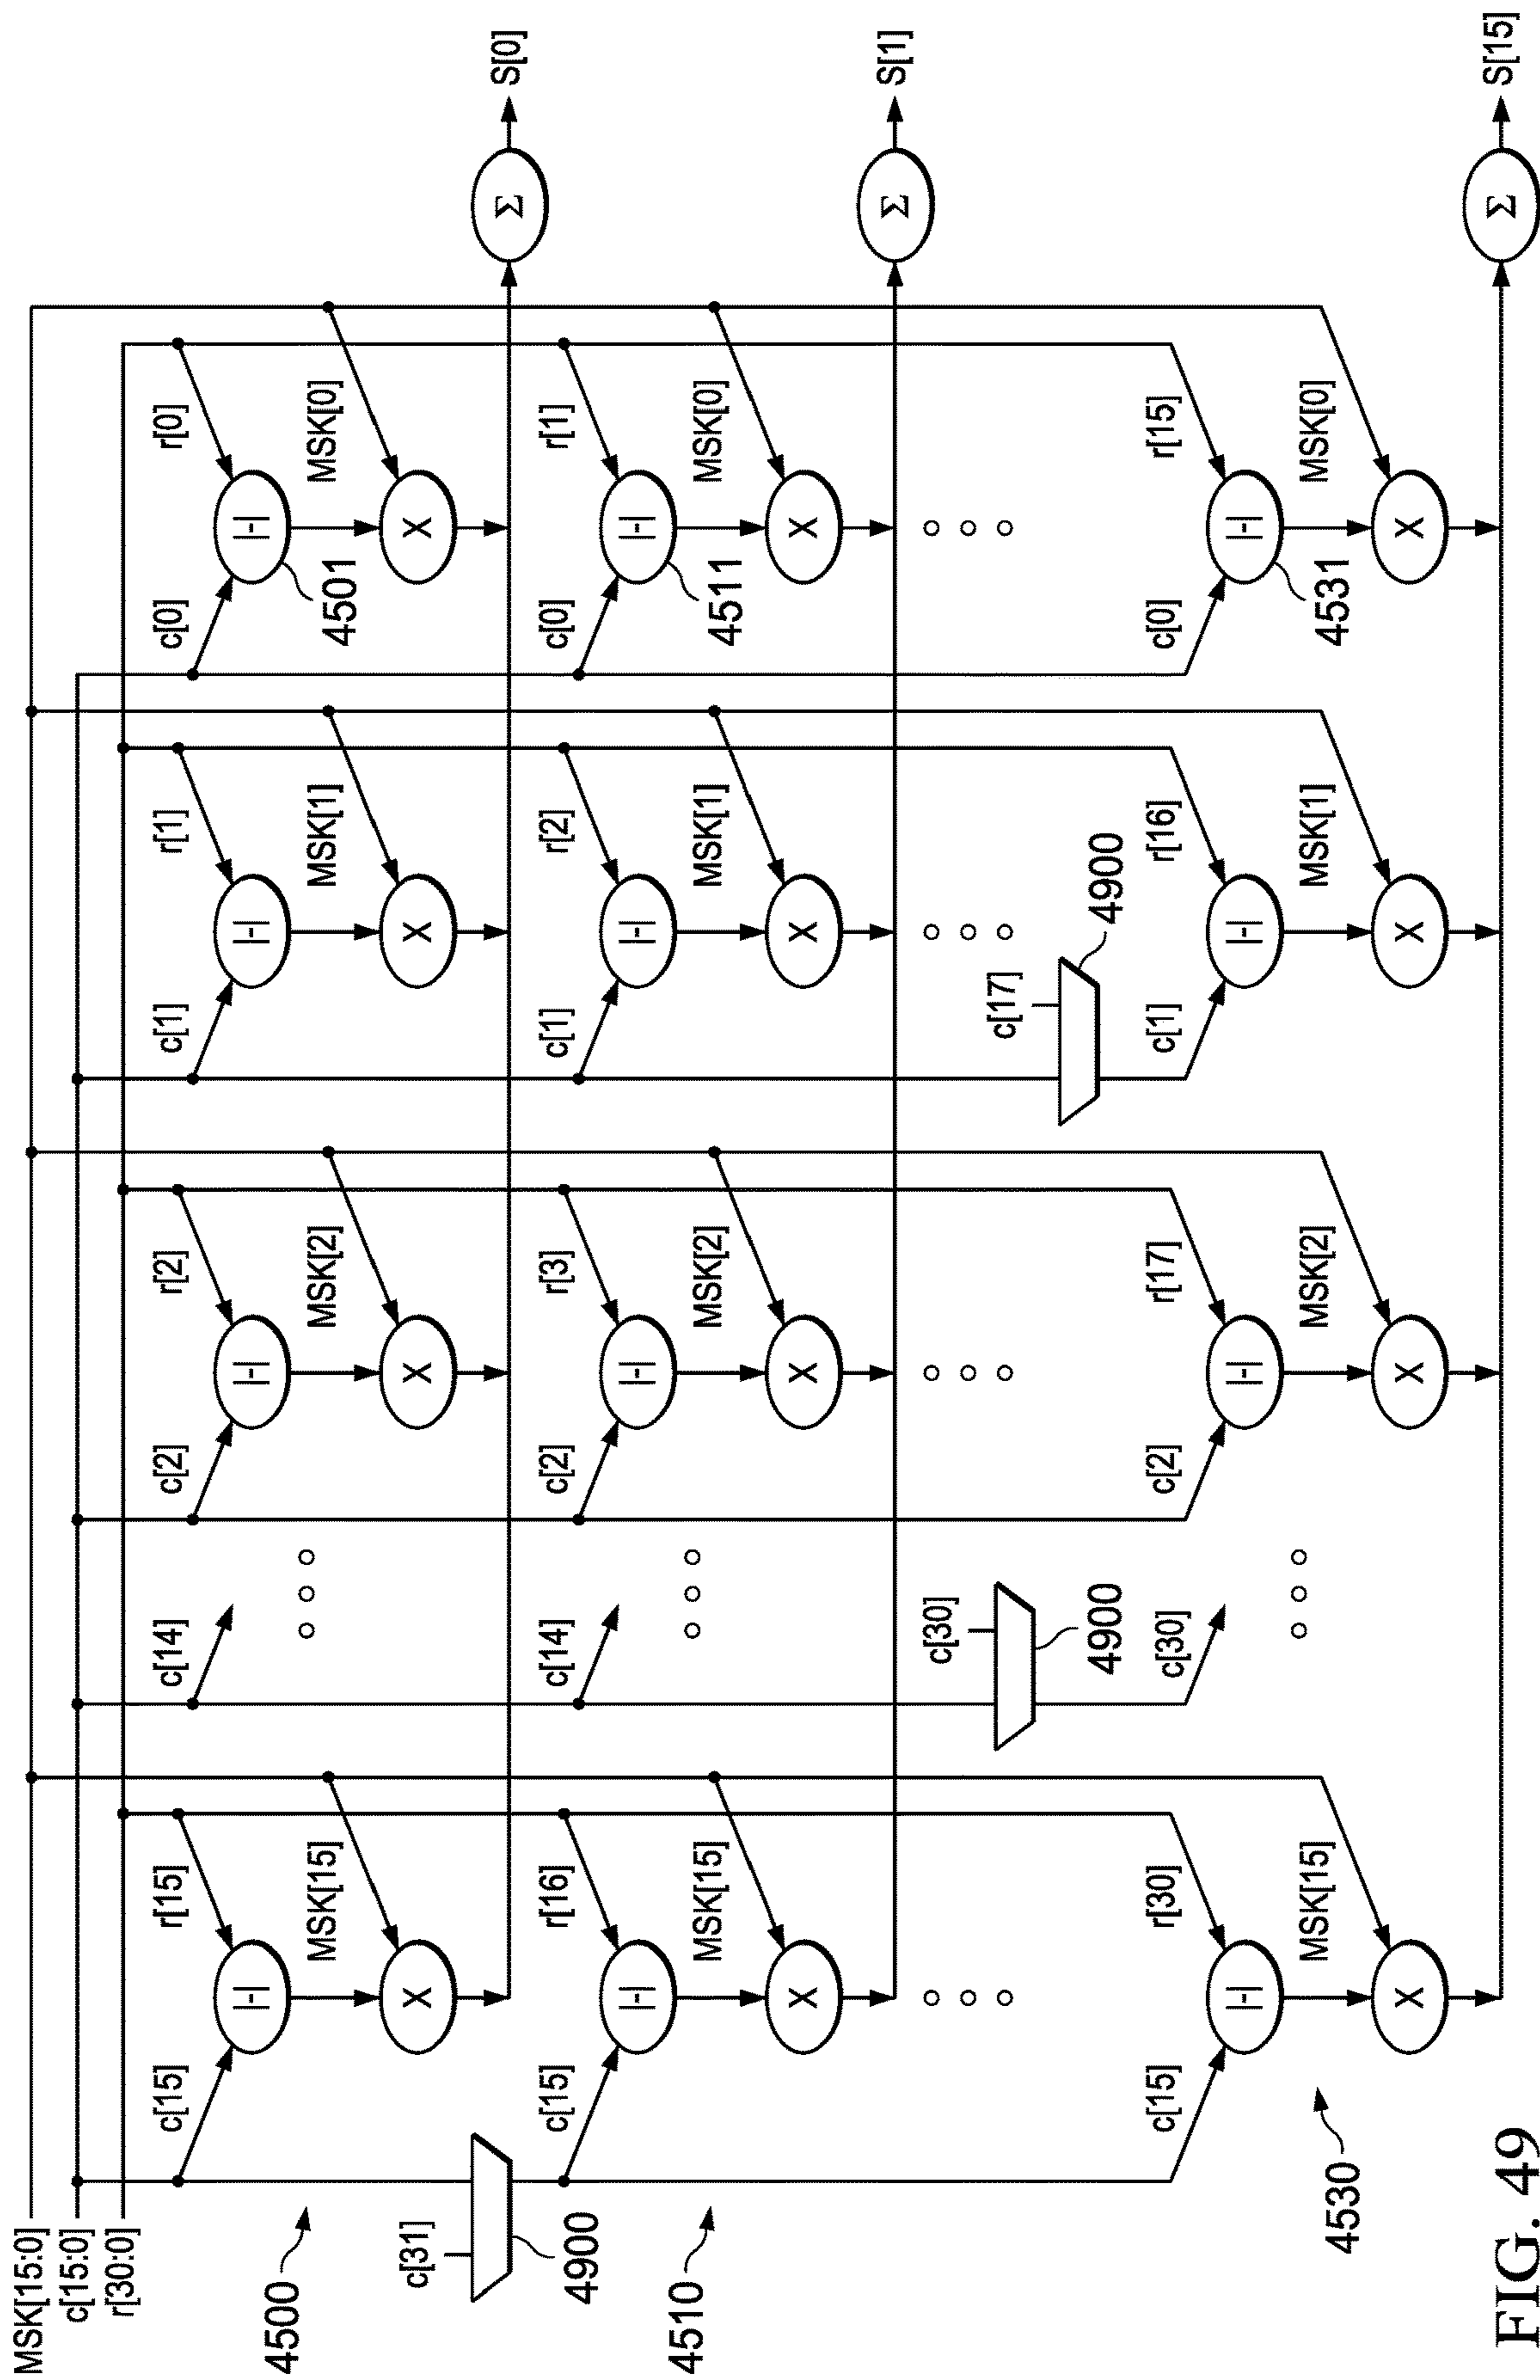 MSK[15:0]
c[15:0]
r[30:0]
c[15] r[15] c[14] c[2] r[2] c[1] r[1] c[0] r[0]
|-| |-| |-| |-|
4500 MSK[15] MSK[2] MSK[1] 4501 MSK[0]
c[31] X X X X
Σ S[0]
4900
c[15] r[16] c[14] c[2] r[3] c[1] r[2] c[0] r[1]
|-| |-| |-| |-|
4510 MSK[15] MSK[2] MSK[1] 4511 MSK[0]
X X X X
Σ S[1]
c[30] c[17]
4900 4900
c[15] r[30] c[30] c[2] r[17] c[1] r[16] c[0] r[15]
|-| |-| |-| |-|
4530 MSK[15] MSK[2] MSK[1] 4531 MSK[0]
X X X X
Σ S[15]
FIG. 49